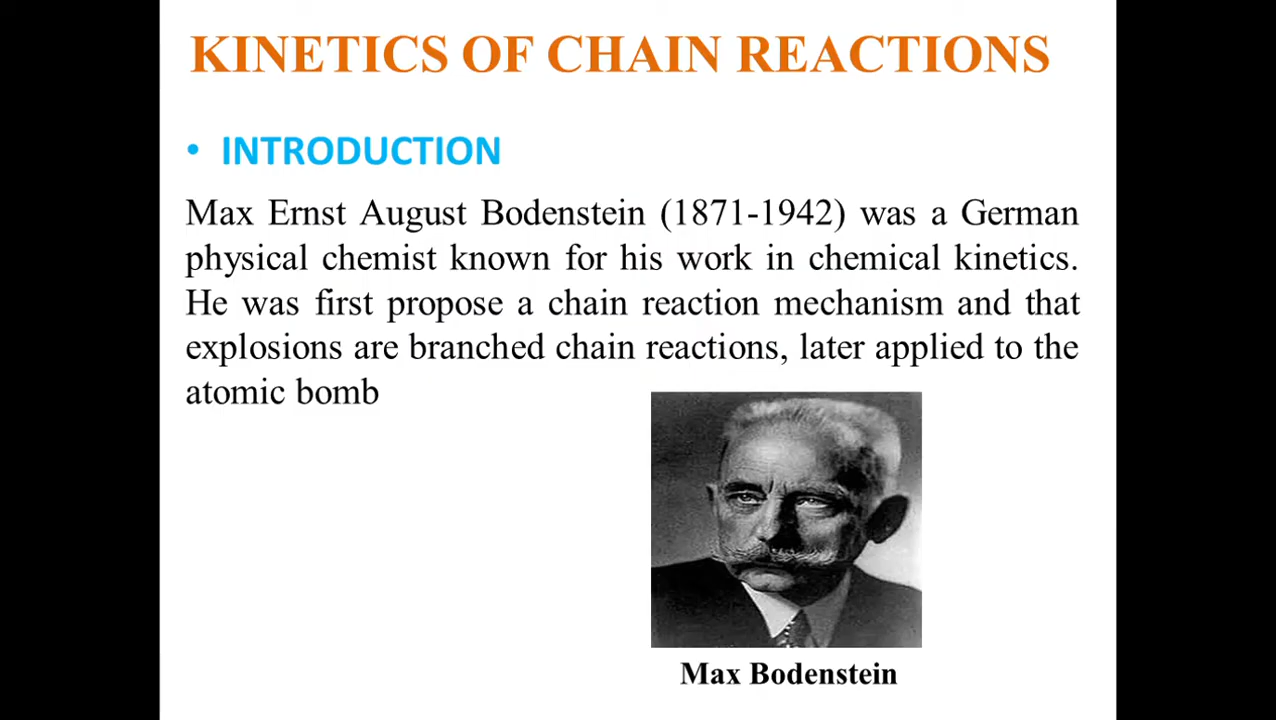 KINETICS OF CHAIN REACTIONS
• INTRODUCTION
Max Ernst August Bodenstein (1871-1942) was a German
physical chemist known for his work in chemical kinetics.
He was first propose a chain reaction mechanism and that
explosions are branched chain reactions, later applied to the
atomic bomb
Max Bodenstein